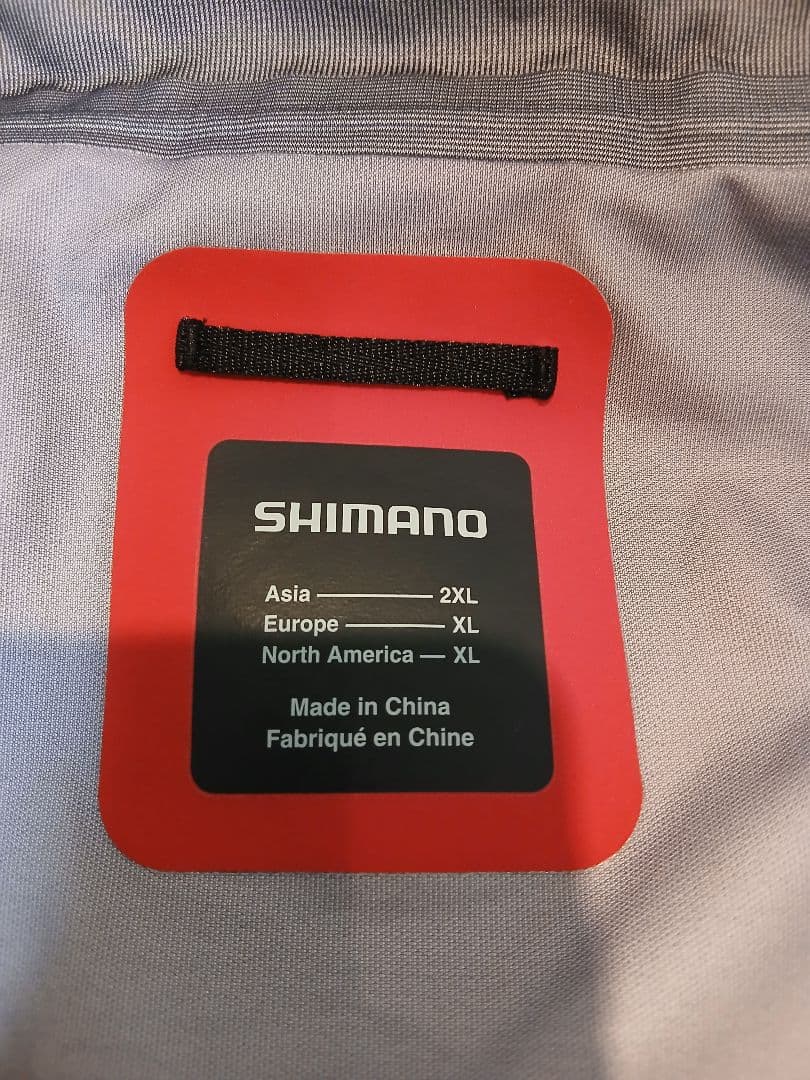 SHIMANO
Asia — 2XL
Europe — XL
North America — XL
Made in China
Fabriqué en Chine